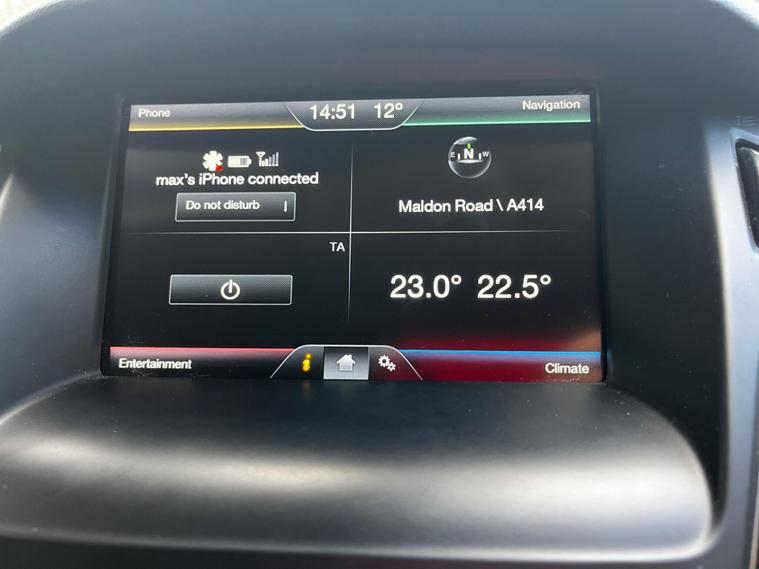 Phone
14:51 12°
Navigation
max's iPhone connected
Do not disturb
E N W
Maldon Road \ A414
TA
23.0° 22.5°
Entertainment
i
Climate